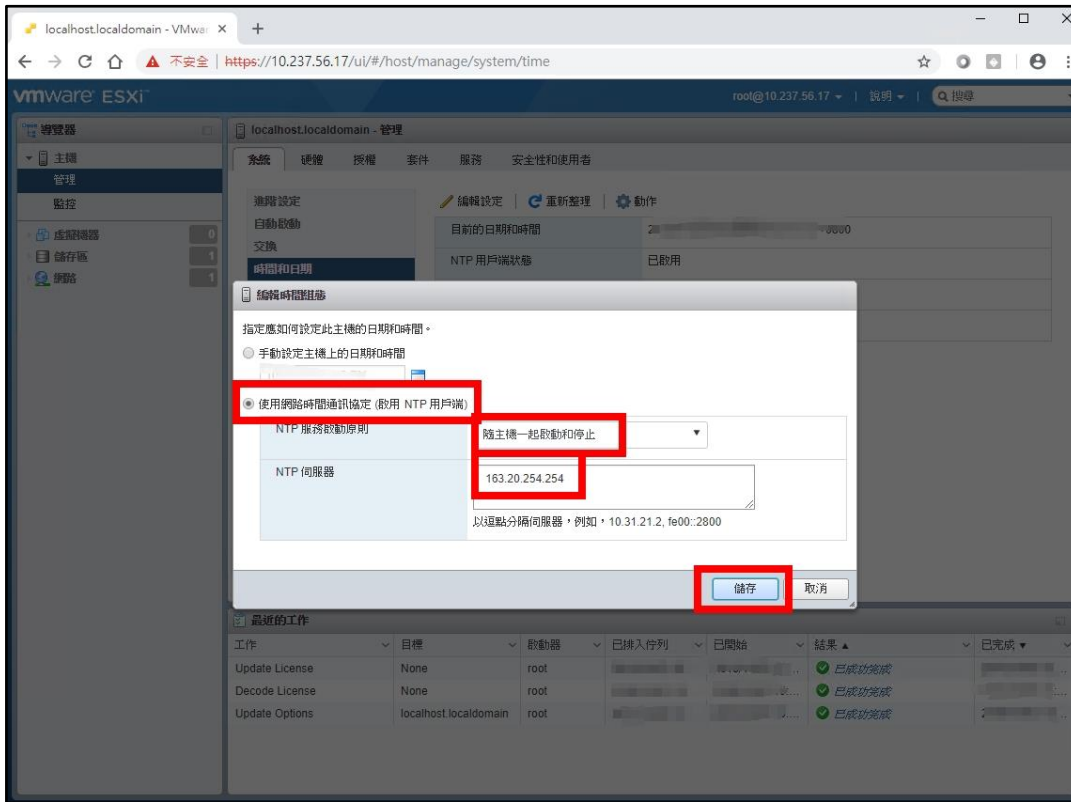 localhost.localdomain - VMwar
不安全 | https://10.237.56.17/ui/#/host/manage/system/time
vmware ESXi
root@10.237.56.17 | 說明 | 搜尋
導覽器
localhost.localdomain - 管理
主機
管理
監控
虛擬機器 0
儲存區 1
網路 1
系統 硬體 授權 套件 服務 安全性和使用者
進階設定
自動啟動
交換
時間和日期
編輯設定 | 重新整理 | 動作
目前的日期和時間
NTP 用戶端狀態 已啟用
編輯時間組態
指定應如何設定此主機的日期和時間。
手動設定主機上的日期和時間
使用網路時間通訊協定 (啟用 NTP 用戶端)
NTP 服務啟動原則 隨主機一起啟動和停止
NTP 伺服器 163.20.254.254
以逗點分隔伺服器，例如，10.31.21.2, fe00::2800
儲存 取消
最近的工作
工作 目標 啟動器 已排入佇列 已開始 結果 已完成
Update License None root 已成功完成
Decode License None root 已成功完成
Update Options localhost.localdomain root 已成功完成